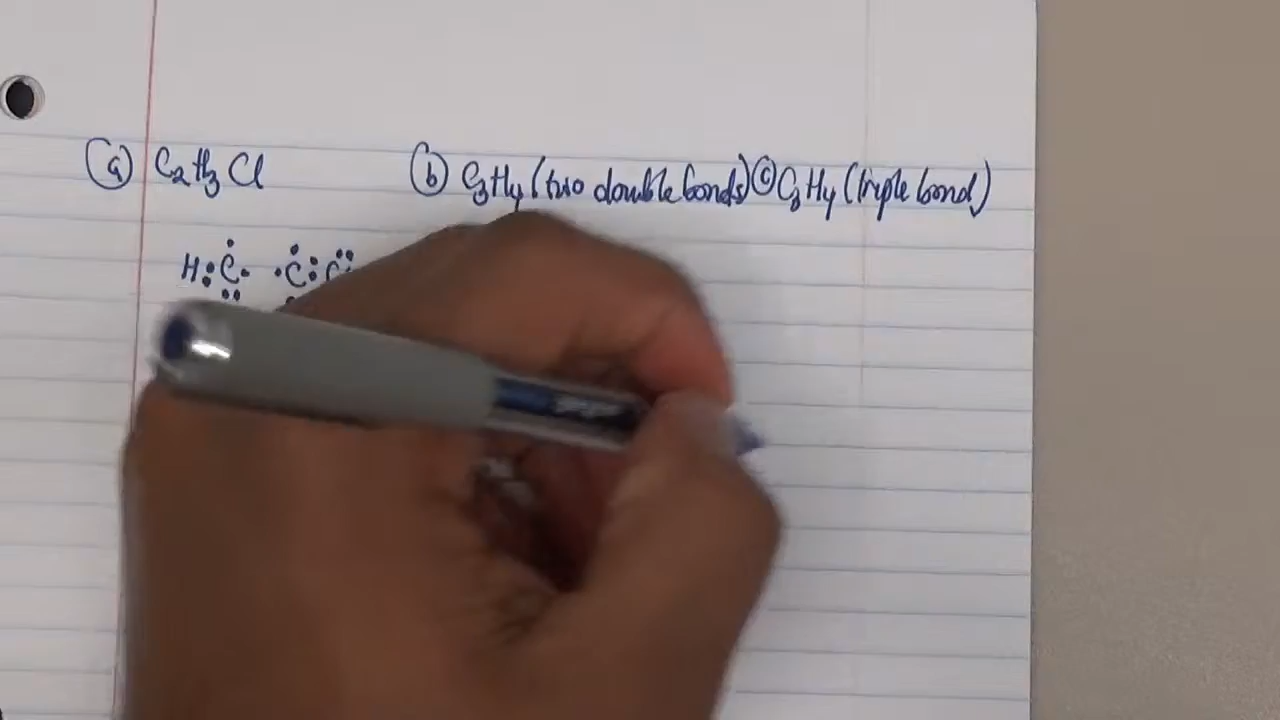 (a) C₂H₃Cl (b) C₃H₄ (two double bonds) (c) C₃H₄ (triple bond)
H:C· ·C: